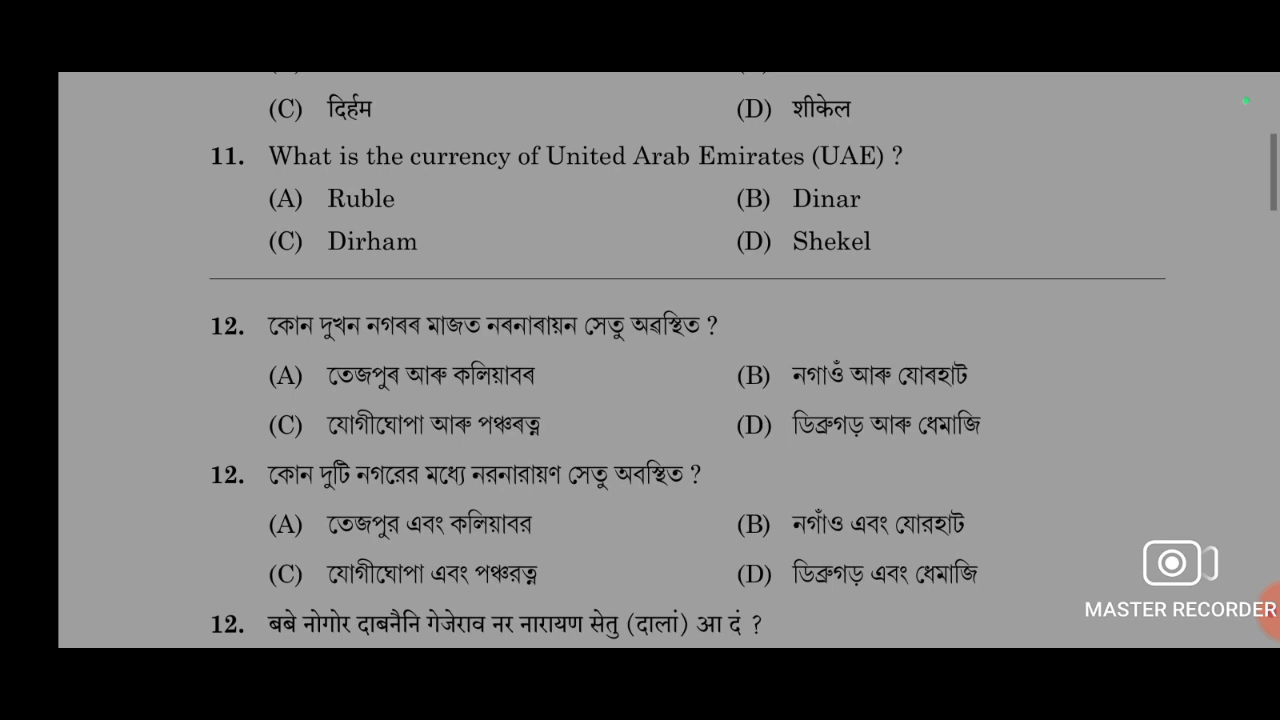 (C) दिर्हम (D) शीकेल
11. What is the currency of United Arab Emirates (UAE) ?
(A) Ruble (B) Dinar
(C) Dirham (D) Shekel
12. কোন দুখন নগৰৰ মাজত নৰনাৰায়ন সেতু অৱস্থিত ?
(A) তেজপুৰ আৰু কলিয়াবৰ (B) নগাওঁ আৰু যোৰহাট
(C) যোগীঘোপা আৰু পঞ্চৰত্ন (D) ডিব্ৰুগড় আৰু ধেমাজি
12. কোন দুটি নগরের মধ্যে নরনারায়ণ সেতু অবস্থিত ?
(A) তেজপুর এবং কলিয়াবর (B) নগাঁও এবং যোরহাট
(C) যোগীঘোপা এবং পঞ্চরত্ন (D) ডিব্রুগড় এবং ধেমাজি
12. बबे नोगोर दाबनैनि गेजेराव नर नारायण सेतु (दालां) आ दं ?
MASTER RECORDER